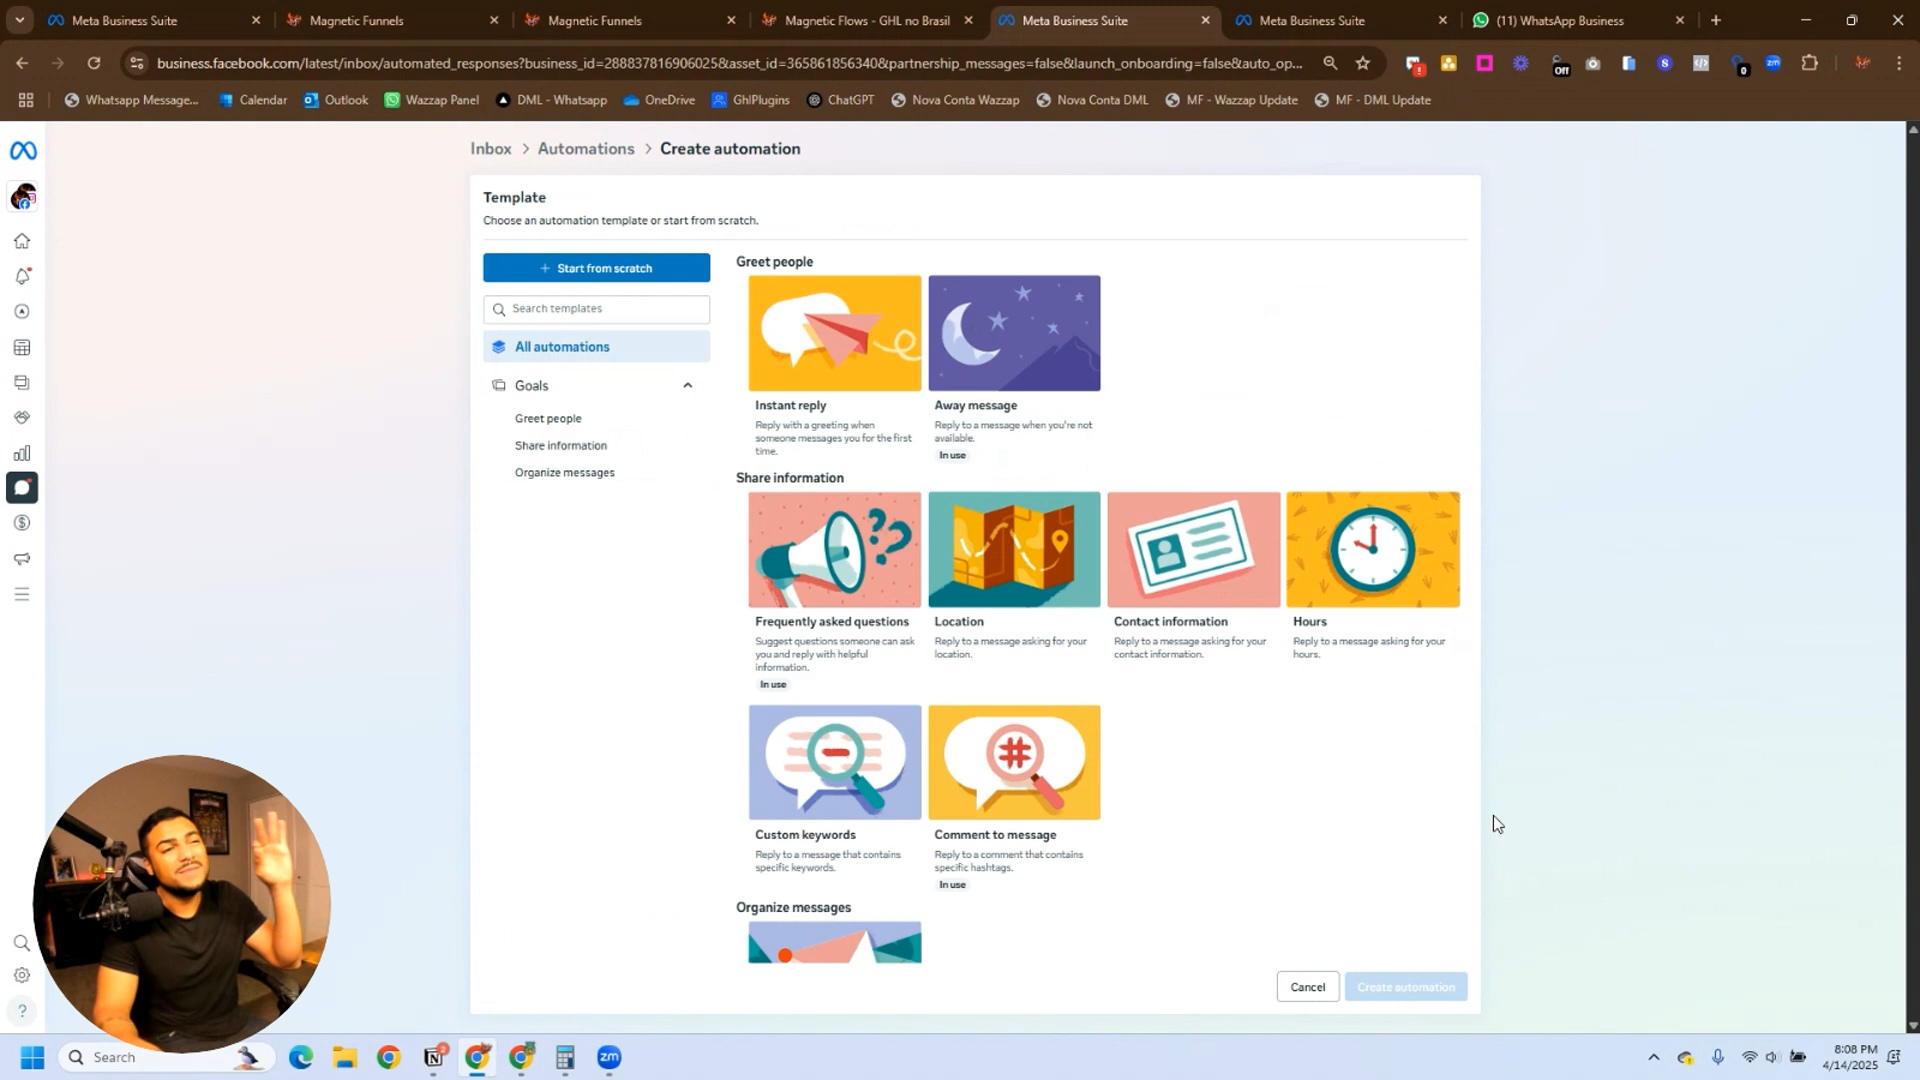 Meta Business Suite
Magnetic Funnels
Magnetic Funnels
Magnetic Flows - GHL no Brasil
Meta Business Suite
Meta Business Suite
(11) WhatsApp Business
business.facebook.com/latest/inbox/automated_responses?business_id=288837816906025&asset_id=365861856340&partnership_messages=false&launch_onboarding=false&auto_op...
Off
0
zm
Whatsapp Message...
Calendar
Outlook
Wazzap Panel
DML - Whatsapp
OneDrive
GhlPlugins
ChatGPT
Nova Conta Wazzap
Nova Conta DML
MF - Wazzap Update
MF - DML Update
Inbox > Automations > Create automation
Template
Choose an automation template or start from scratch.
+ Start from scratch
Search templates
All automations
Goals
Greet people
Share information
Organize messages
Greet people
Instant reply
Reply with a greeting when
someone messages you for the first
time.
Away message
Reply to a message when you're not
available.
In use
Share information
Frequently asked questions
Suggest questions someone can ask
you and reply with helpful
information.
In use
Location
Reply to a message asking for your
location.
Contact information
Reply to a message asking for your
contact information.
Hours
Reply to a message asking for your
hours.
Custom keywords
Reply to a message that contains
specific keywords.
Comment to message
Reply to a comment that contains
specific hashtags.
In use
Organize messages
Cancel
Create automation
Search
2
zm
8:08 PM
4/14/2025